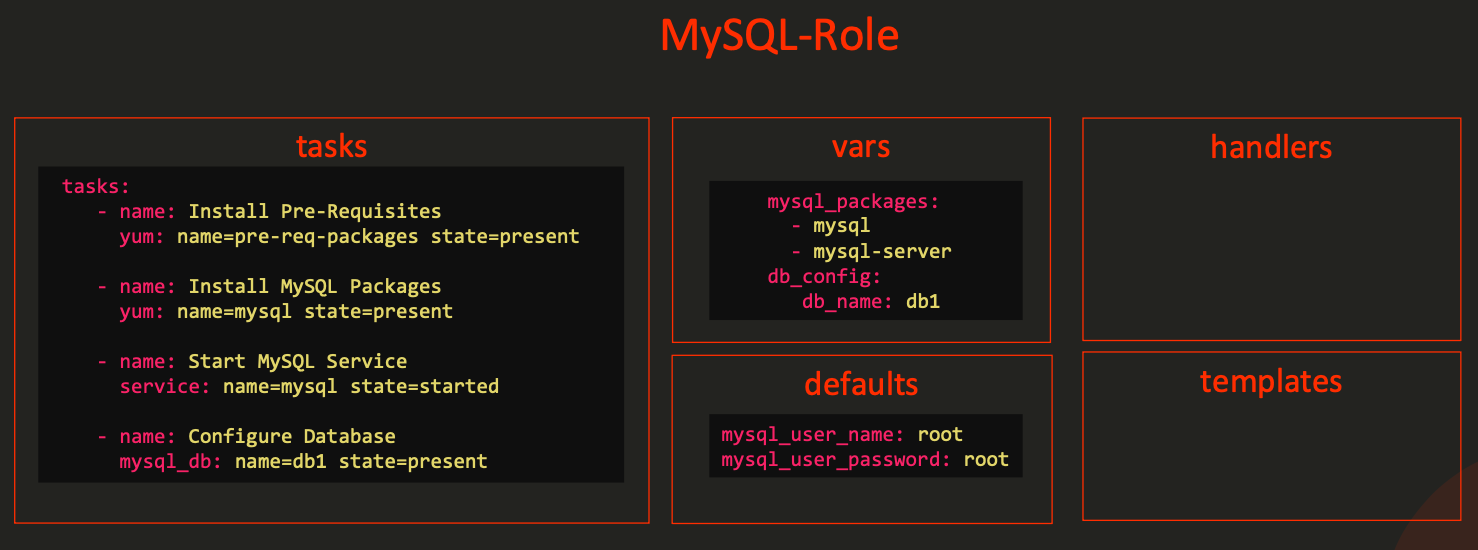 MySQL-Role
tasks
tasks:
- name: Install Pre-Requisites
yum: name=pre-req-packages state=present
- name: Install MySQL Packages
yum: name=mysql state=present
- name: Start MySQL Service
service: name=mysql state=started
- name: Configure Database
mysql_db: name=db1 state=present
vars
mysql_packages:
- mysql
- mysql-server
db_config:
db_name: db1
defaults
mysql_user_name: root
mysql_user_password: root
handlers
templates